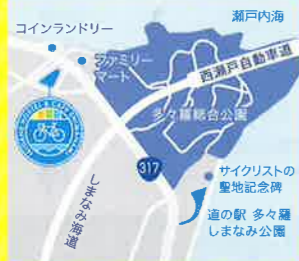 瀬戸内海
コインランドリー
ファミリー
マート
西瀬戸自動車道
多々羅総合公園
317
しまなみ海道
サイクリストの
聖地記念碑
道の駅 多々羅
しまなみ公園